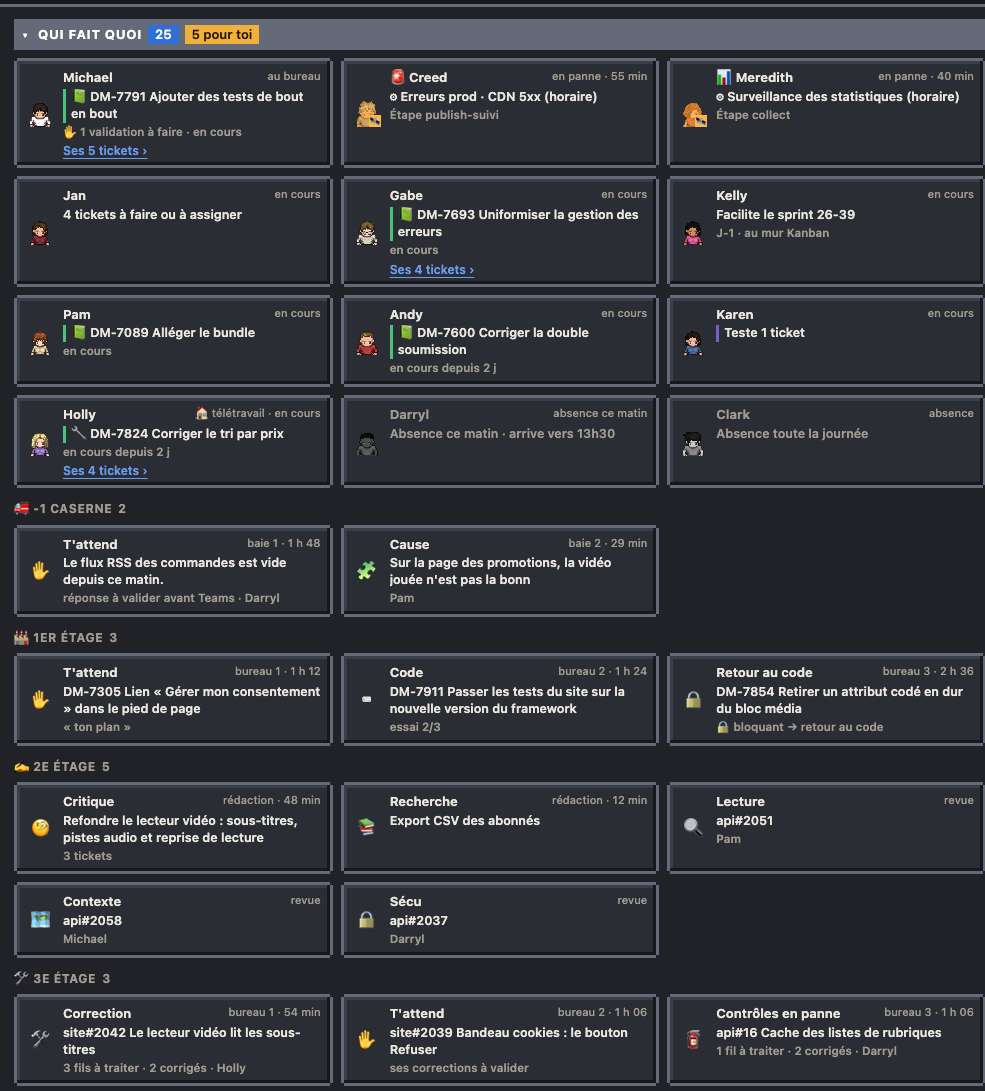 QUI FAIT QUOI 25 5 pour toi
Michael au bureau
DM-7791 Ajouter des tests de bout
en bout
1 validation à faire · en cours
Ses 5 tickets ›
Creed en panne · 55 min
Erreurs prod · CDN 5xx (horaire)
Étape publish-suivi
Meredith en panne · 40 min
Surveillance des statistiques (horaire)
Étape collect
Jan en cours
4 tickets à faire ou à assigner
Gabe en cours
DM-7693 Uniformiser la gestion des
erreurs
en cours
Ses 4 tickets ›
Kelly en cours
Facilite le sprint 26-39
J-1 · au mur Kanban
Pam en cours
DM-7089 Alléger le bundle
en cours
Andy en cours
DM-7600 Corriger la double
soumission
en cours depuis 2 j
Karen en cours
Teste 1 ticket
Holly télétravail · en cours
DM-7824 Corriger le tri par prix
en cours depuis 2 j
Ses 4 tickets ›
Darryl absence ce matin
Absence ce matin · arrive vers 13h30
Clark absence
Absence toute la journée
-1 CASERNE 2
T'attend baie 1 · 1 h 48
Le flux RSS des commandes est vide
depuis ce matin.
réponse à valider avant Teams · Darryl
Cause baie 2 · 29 min
Sur la page des promotions, la vidéo
jouée n'est pas la bonn
Pam
1ER ÉTAGE 3
T'attend bureau 1 · 1 h 12
DM-7305 Lien « Gérer mon consentement
» dans le pied de page
« ton plan »
Code bureau 2 · 1 h 24
DM-7911 Passer les tests du site sur la
nouvelle version du framework
essai 2/3
Retour au code bureau 3 · 2 h 36
DM-7854 Retirer un attribut codé en dur
du bloc média
bloquant → retour au code
2E ÉTAGE 5
Critique rédaction · 48 min
Refondre le lecteur vidéo : sous-titres,
pistes audio et reprise de lecture
3 tickets
Recherche rédaction · 12 min
Export CSV des abonnés
Lecture revue
api#2051
Pam
Contexte revue
api#2058
Michael
Sécu revue
api#2037
Darryl
3E ÉTAGE 3
Correction bureau 1 · 54 min
site#2042 Le lecteur vidéo lit les sous-
titres
3 fils à traiter · 2 corrigés · Holly
T'attend bureau 2 · 1 h 06
site#2039 Bandeau cookies : le bouton
Refuser
ses corrections à valider
Contrôles en panne bureau 3 · 1 h 06
api#16 Cache des listes de rubriques
1 fil à traiter · 2 corrigés · Darryl